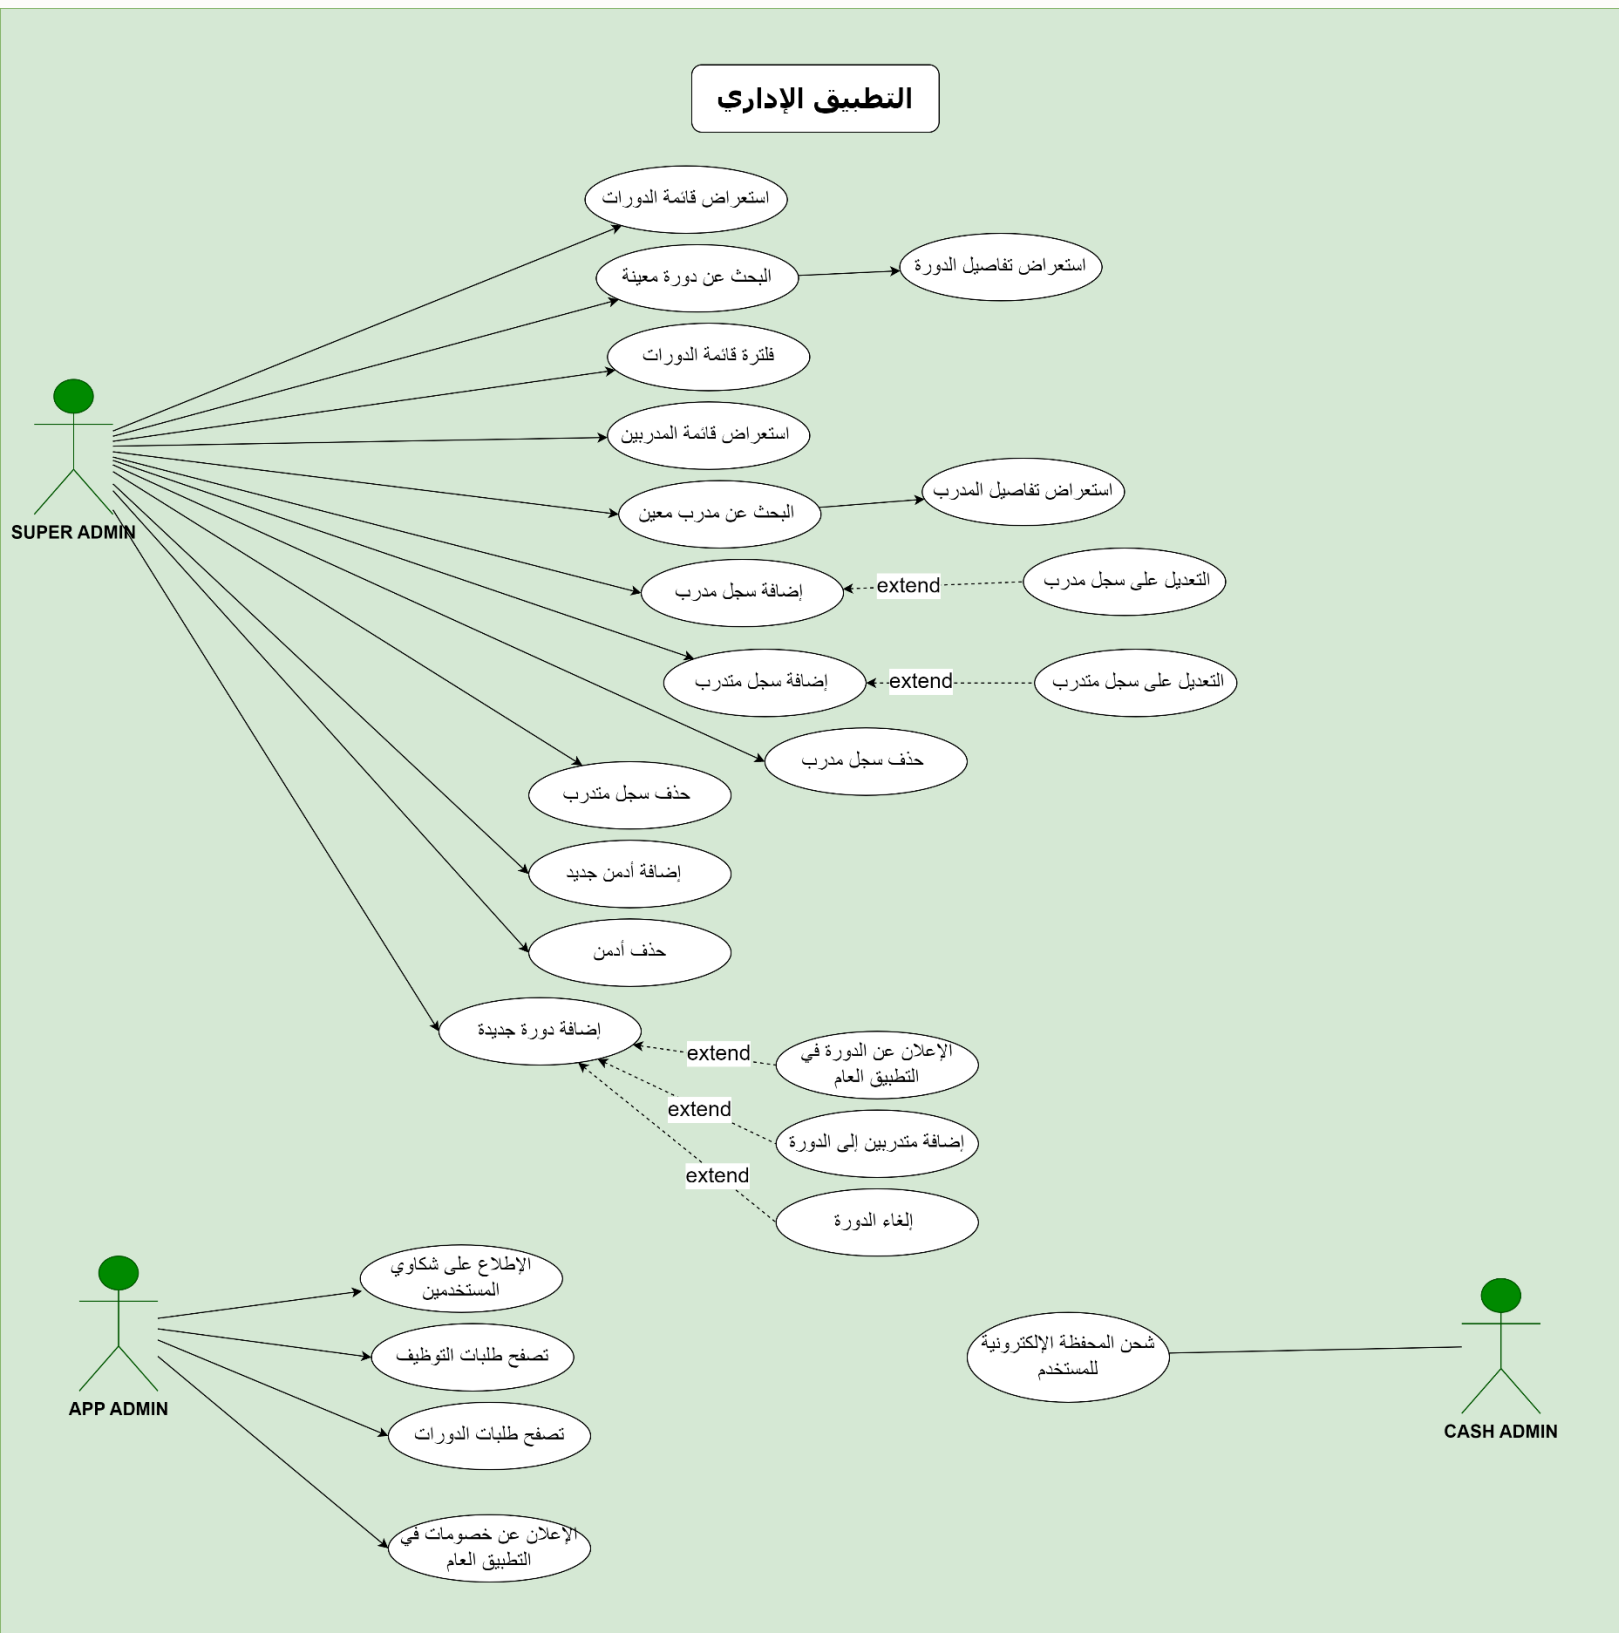 التطبيق الإداري
استعراض قائمة الدورات
البحث عن دورة معينة
استعراض تفاصيل الدورة
فلترة قائمة الدورات
استعراض قائمة المدربين
البحث عن مدرب معين
استعراض تفاصيل المدرب
SUPER ADMIN
إضافة سجل مدرب
extend
التعديل على سجل مدرب
إضافة سجل متدرب
extend
التعديل على سجل متدرب
حذف سجل مدرب
حذف سجل متدرب
إضافة أدمن جديد
حذف أدمن
إضافة دورة جديدة
extend
الإعلان عن الدورة في
التطبيق العام
extend
إضافة متدربين إلى الدورة
extend
إلغاء الدورة
الإطلاع على شكاوي
المستخدمين
تصفح طلبات التوظيف
APP ADMIN
تصفح طلبات الدورات
الإعلان عن خصومات في
التطبيق العام
شحن المحفظة الإلكترونية
للمستخدم
CASH ADMIN